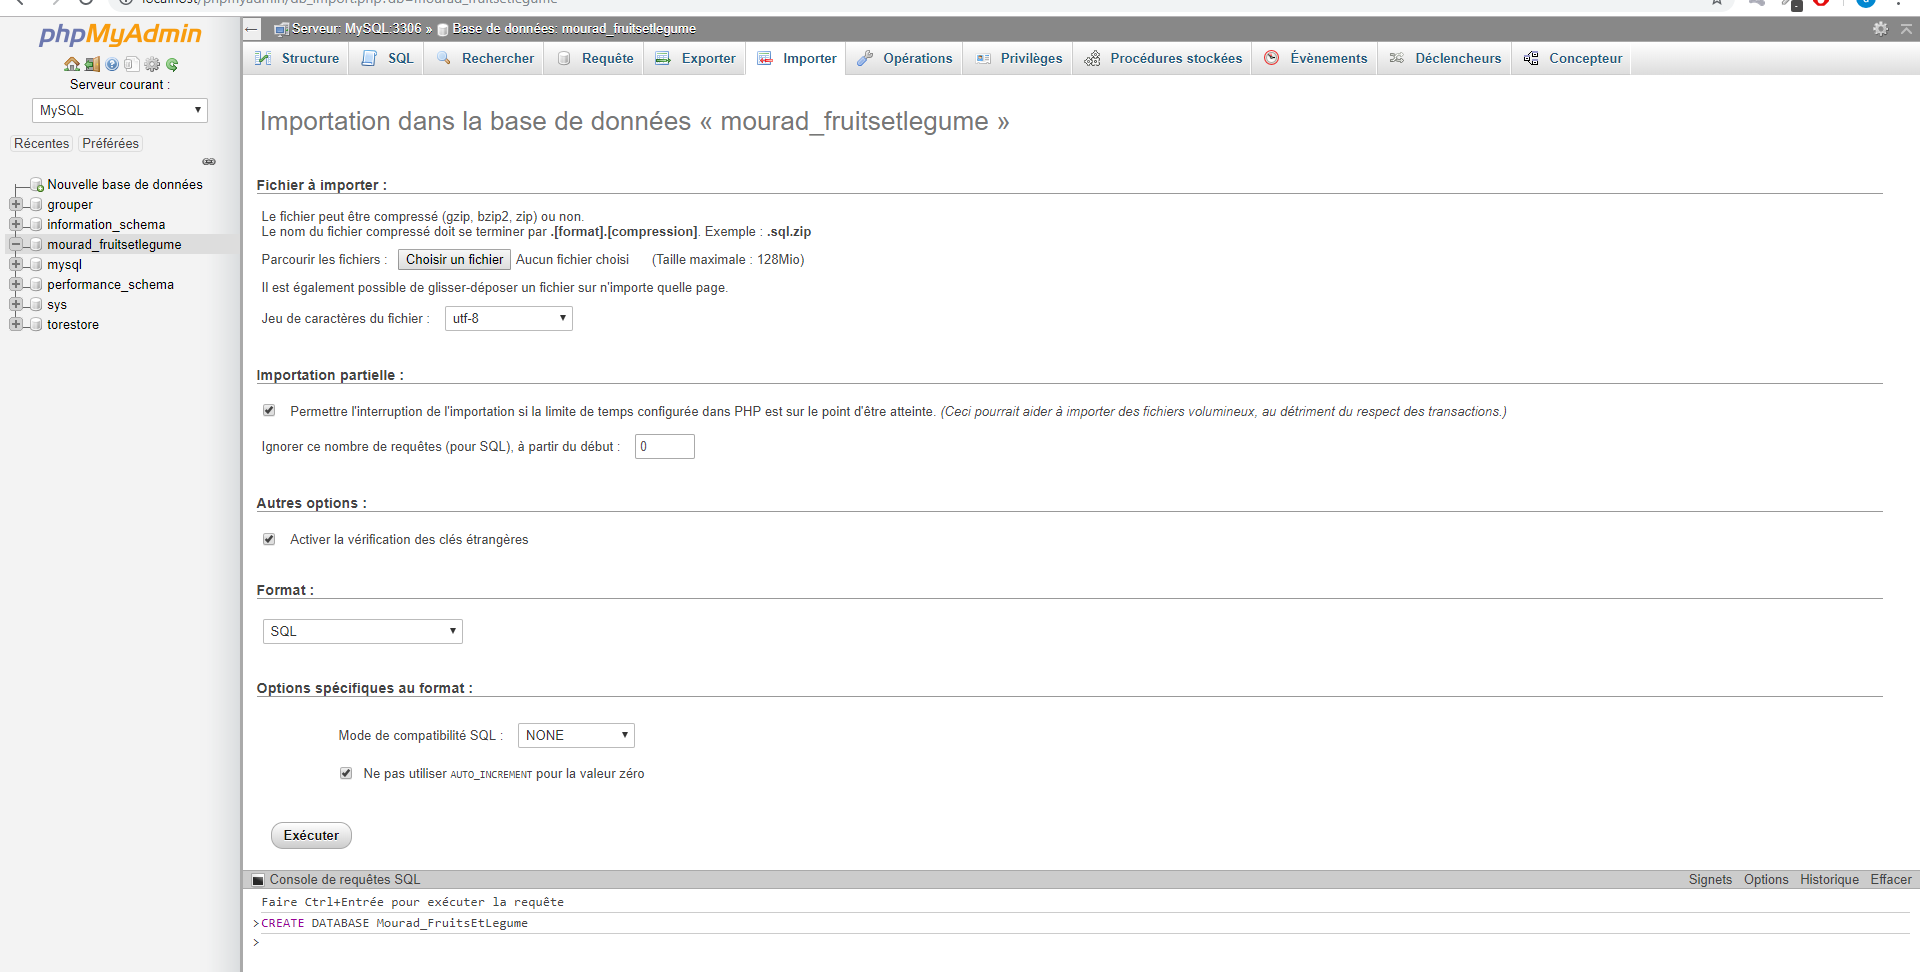 localhost/phpmyadmin/db_import.php?db=mourad_fruitsetlegume
phpMyAdmin
Serveur courant :
MySQL
Récentes Préférées
Nouvelle base de données
grouper
information_schema
mourad_fruitsetlegume
mysql
performance_schema
sys
torestore
Serveur: MySQL:3306 » Base de données: mourad_fruitsetlegume
Structure SQL Rechercher Requête Exporter Importer Opérations Privilèges Procédures stockées Évènements Déclencheurs Concepteur
Importation dans la base de données « mourad_fruitsetlegume »
Fichier à importer :
Le fichier peut être compressé (gzip, bzip2, zip) ou non.
Le nom du fichier compressé doit se terminer par .[format].[compression]. Exemple : .sql.zip
Parcourir les fichiers : Choisir un fichier Aucun fichier choisi (Taille maximale : 128Mio)
Il est également possible de glisser-déposer un fichier sur n'importe quelle page.
Jeu de caractères du fichier : utf-8
Importation partielle :
Permettre l'interruption de l'importation si la limite de temps configurée dans PHP est sur le point d'être atteinte. (Ceci pourrait aider à importer des fichiers volumineux, au détriment du respect des transactions.)
Ignorer ce nombre de requêtes (pour SQL), à partir du début : 0
Autres options :
Activer la vérification des clés étrangères
Format :
SQL
Options spécifiques au format :
Mode de compatibilité SQL : NONE
Ne pas utiliser AUTO_INCREMENT pour la valeur zéro
Exécuter
Console de requêtes SQL Signets Options Historique Effacer
Faire Ctrl+Entrée pour exécuter la requête
>CREATE DATABASE Mourad_FruitsEtLegume
>